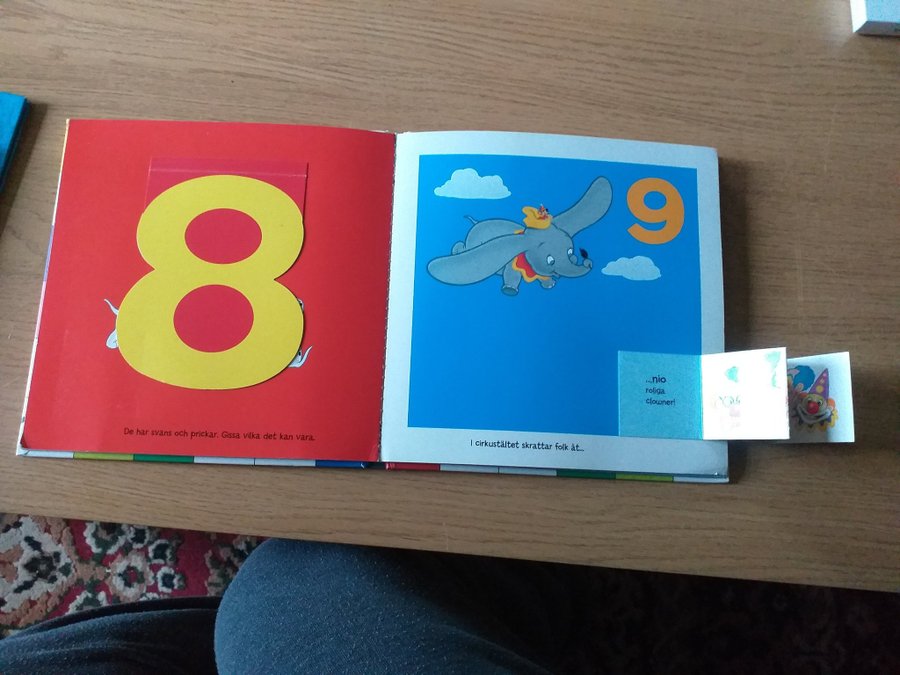 8
De har svans och prickar. Gissa vilka det kan vara.
9
...nio
roliga
clowner!
I cirkustältet skrattar folk åt...